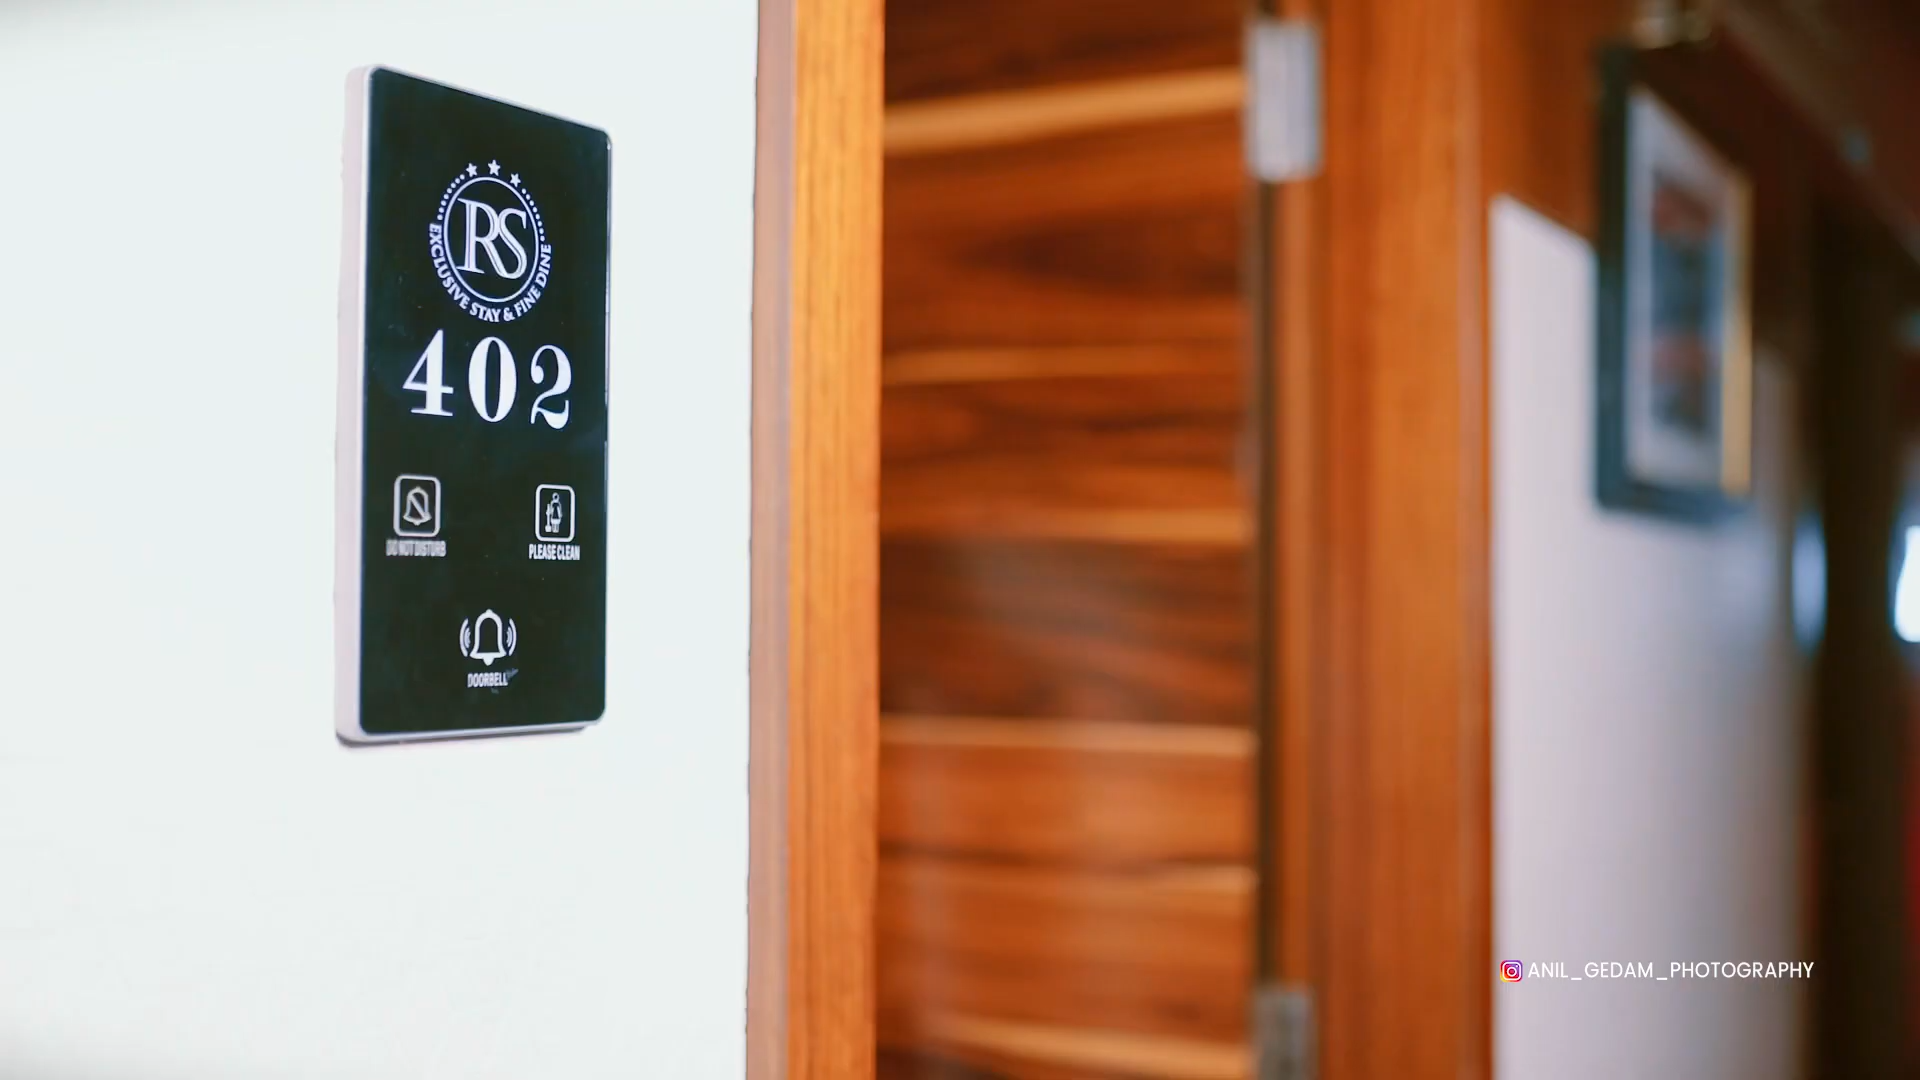 RS
EXCLUSIVE STAY & FINE DINE
402
DO NOT DISTURB
PLEASE CLEAN
DOORBELL
ANIL_GEDAM_PHOTOGRAPHY